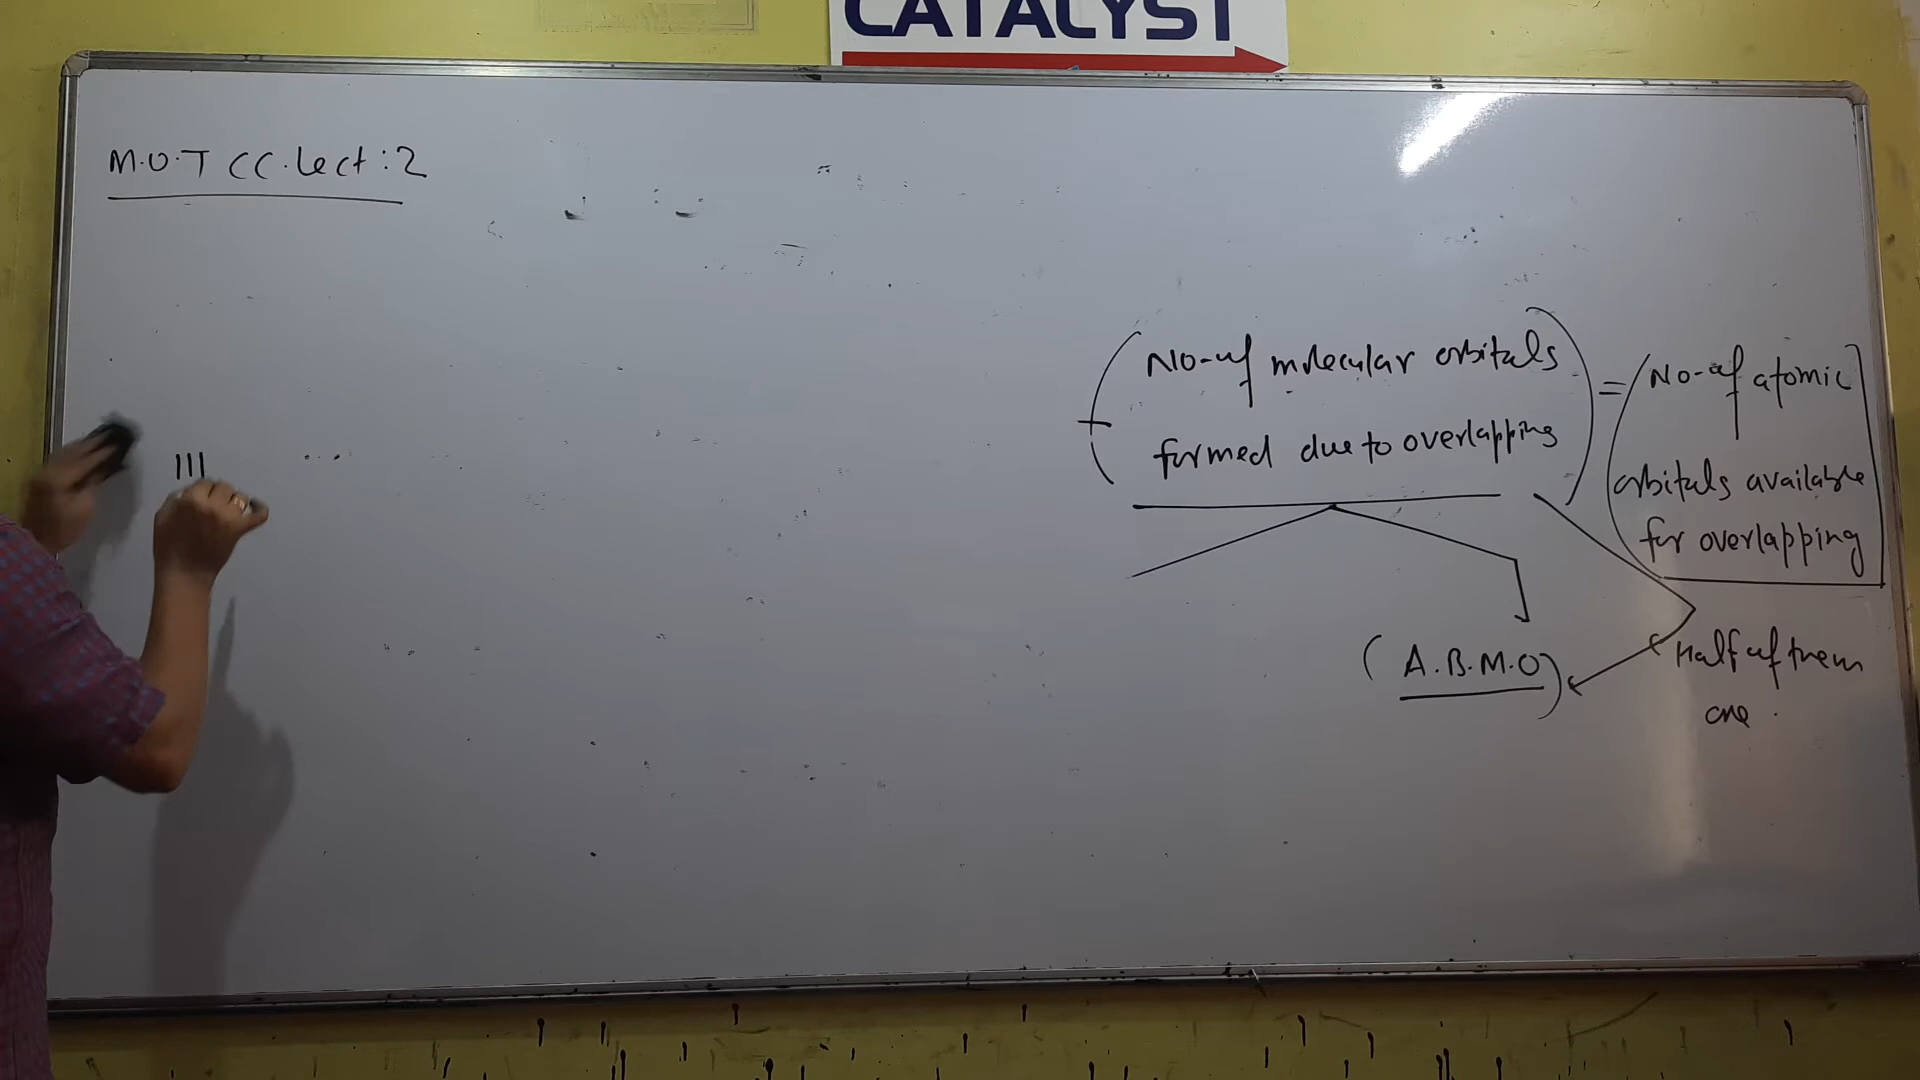 CATALYST
M.O.T CC.Lect:2
No-of molecular orbitals
formed due to overlapping
= No-of atomic
orbitals available
for overlapping
(A.B.M.O)
Half of them
are.
III